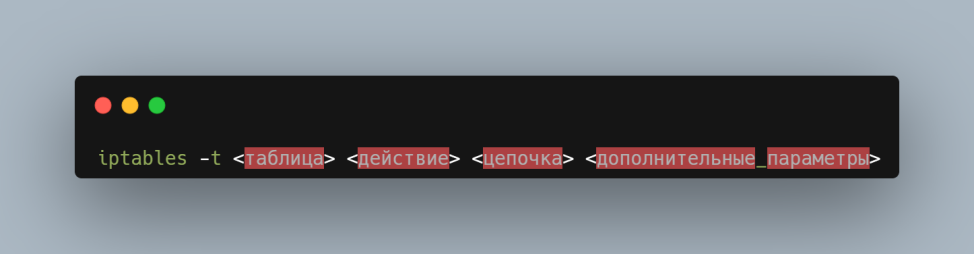 iptables -t <таблица> <действие> <цепочка> <дополнительные_параметры>